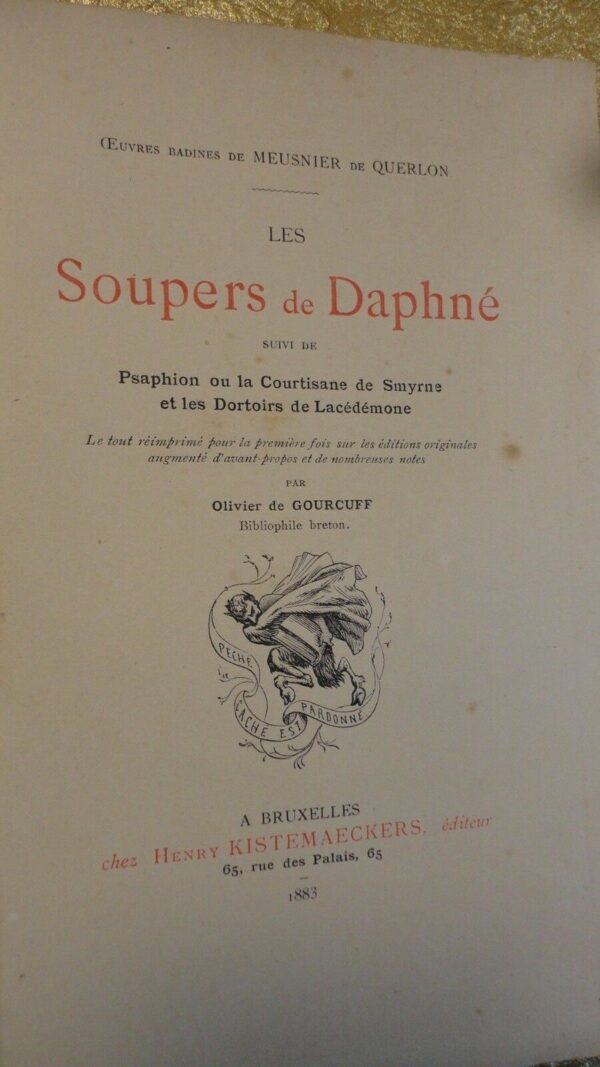 ŒUVRES BADINES DE MEUSNIER DE QUERLON
LES
Soupers de Daphné
SUIVI DE
Psaphion ou la Courtisane de Smyrne
et les Dortoirs de Lacédémone
Le tout réimprimé pour la première fois sur les éditions originales
augmenté d'avant-propos et de nombreuses notes
PAR
Olivier de GOURCUFF
Bibliophile breton.
PECHE
CACHE EST
PARDONNE
A BRUXELLES
chez HENRY KISTEMAECKERS, éditeur
65, rue des Palais, 65
1883